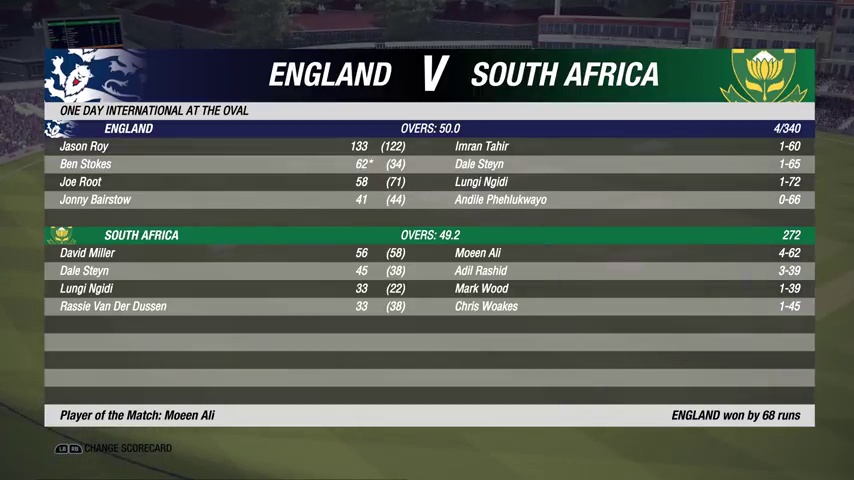 ENGLAND V SOUTH AFRICA
ONE DAY INTERNATIONAL AT THE OVAL
ENGLAND OVERS: 50.0 4/340
Jason Roy 133 (122) Imran Tahir 1-60
Ben Stokes 62* (34) Dale Steyn 1-65
Joe Root 58 (71) Lungi Ngidi 1-72
Jonny Bairstow 41 (44) Andile Phehlukwayo 0-66
SOUTH AFRICA OVERS: 49.2 272
David Miller 56 (58) Moeen Ali 4-62
Dale Steyn 45 (38) Adil Rashid 3-39
Lungi Ngidi 33 (22) Mark Wood 1-39
Rassie Van Der Dussen 33 (38) Chris Woakes 1-45
Player of the Match: Moeen Ali ENGLAND won by 68 runs
LB RB CHANGE SCORECARD